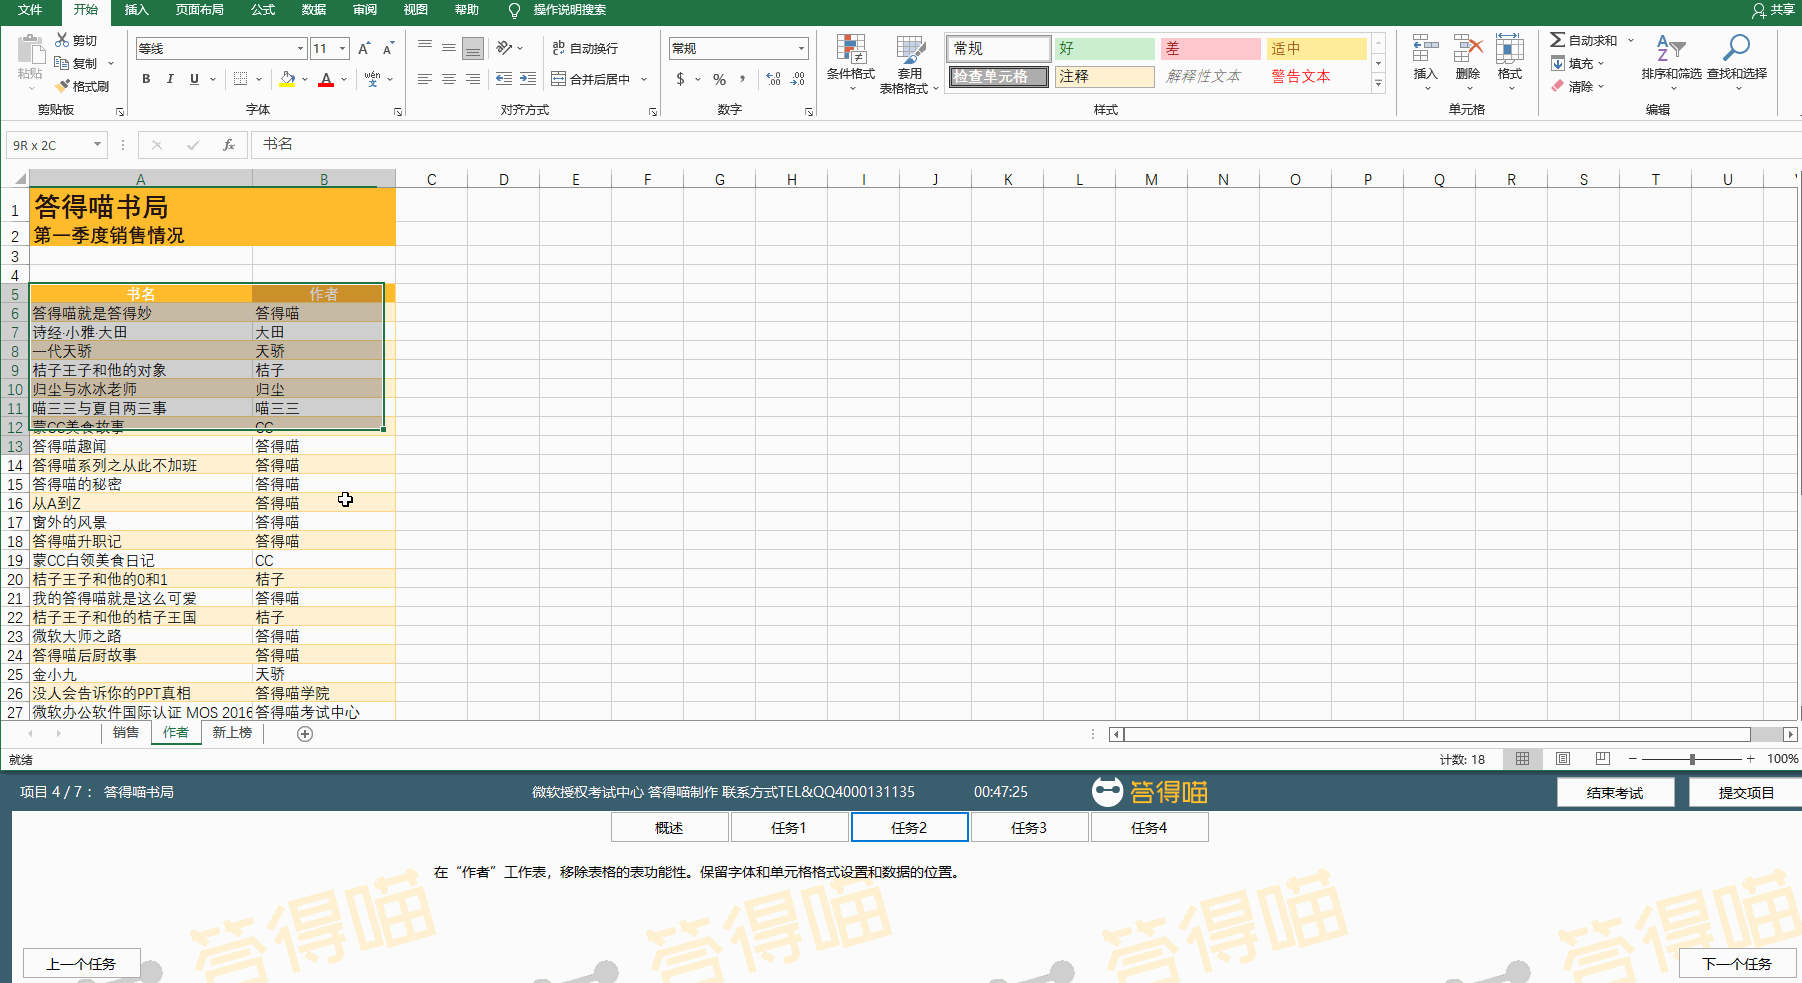 文件 开始 插入 页面布局 公式 数据 审阅 视图 帮助 操作说明搜索 共享
粘贴 剪切 复制 格式刷 剪贴板
等线 11 B I U A wén 字体
ab 自动换行 合并后居中 对齐方式
常规 $ % 数字
条件格式 套用 表格格式
常规 好 差 适中
检查单元格 注释 解释性文本 警告文本
样式
插入 删除 格式 单元格
自动求和 填充 清除 排序和筛选 查找和选择 编辑
9R x 2C fx 书名
A B C D E F G H I J K L M N O P Q R S T U
1 答得喵书局
2 第一季度销售情况
3
4
5 书名 作者
6 答得喵就是答得妙 答得喵
7 诗经·小雅·大田 大田
8 一代天骄 天骄
9 桔子王子和他的对象 桔子
10 归尘与冰冰老师 归尘
11 喵三三与夏目两三事 喵三三
12 蒙CC美食故事 CC
13 答得喵趣闻 答得喵
14 答得喵系列之从此不加班 答得喵
15 答得喵的秘密 答得喵
16 从A到Z 答得喵
17 窗外的风景 答得喵
18 答得喵升职记 答得喵
19 蒙CC白领美食日记 CC
20 桔子王子和他的0和1 桔子
21 我的答得喵就是这么可爱 答得喵
22 桔子王子和他的桔子王国 桔子
23 微软大师之路 答得喵
24 答得喵后厨故事 答得喵
25 金小九 天骄
26 没人会告诉你的PPT真相 答得喵学院
27 微软办公软件国际认证 MOS 2016 答得喵考试中心
销售 作者 新上榜
就绪 计数: 18 100%
项目 4 / 7 : 答得喵书局 微软授权考试中心 答得喵制作 联系方式TEL&QQ4000131135 00:47:25 答得喵 结束考试 提交项目
概述 任务1 任务2 任务3 任务4
在“作者”工作表，移除表格的表功能性。保留字体和单元格格式设置和数据的位置。
答得喵 答得喵 答得喵 答得喵
上一个任务 下一个任务